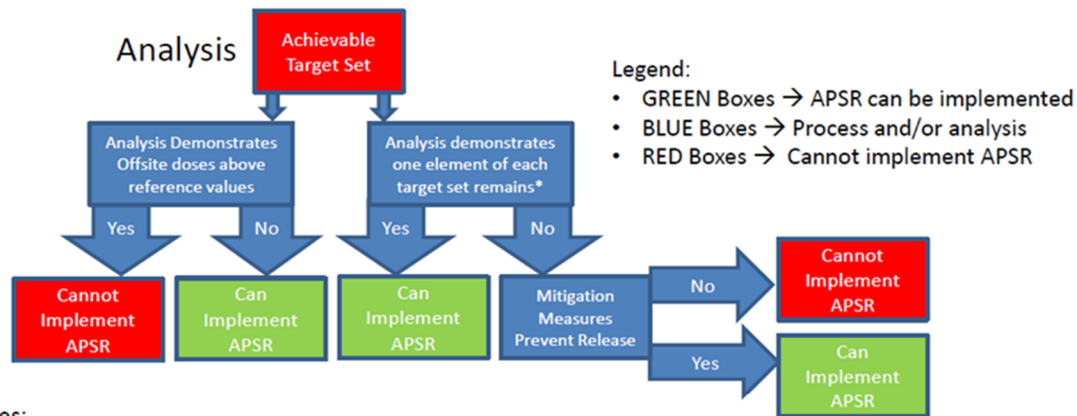 Analysis
Achievable
Target Set
Legend:
• GREEN Boxes → APSR can be implemented
• BLUE Boxes → Process and/or analysis
• RED Boxes → Cannot implement APSR
Analysis Demonstrates
Offsite doses above
reference values
Analysis demonstrates
one element of each
target set remains*
Yes
No
Yes
No
Cannot
Implement
APSR
Can
Implement
APSR
Can
Implement
APSR
Mitigation
Measures
Prevent Release
No
Yes
Cannot
Implement
APSR
Can
Implement
APSR